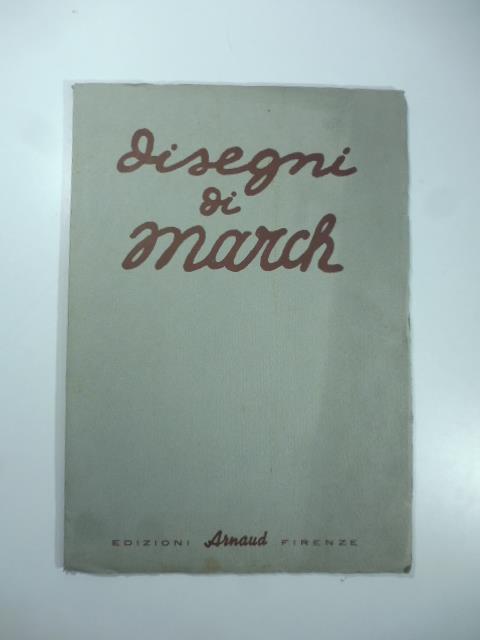 disegni
di
march
EDIZIONI Arnaud FIRENZE